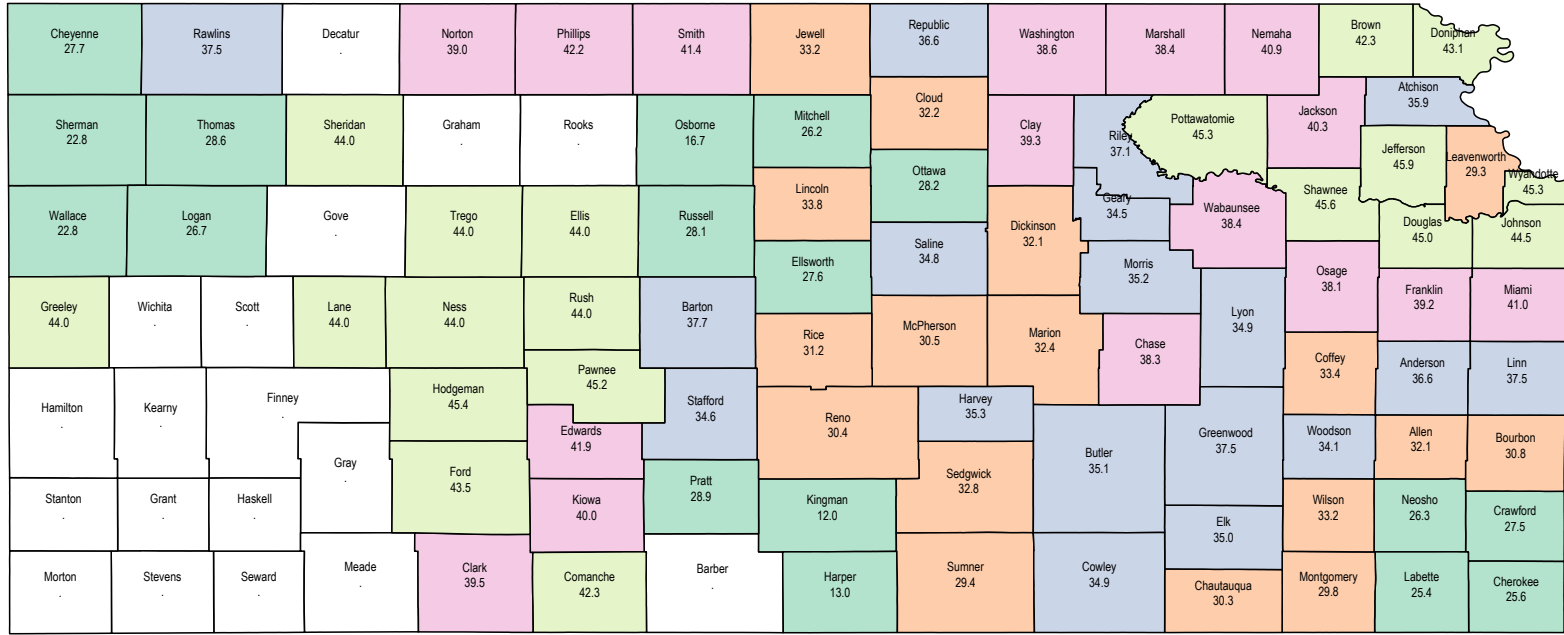 Cheyenne
27.7
Rawlins
37.5
Decatur
.
Norton
39.0
Phillips
42.2
Smith
41.4
Jewell
33.2
Republic
36.6
Washington
38.6
Marshall
38.4
Nemaha
40.9
Brown
42.3
Doniphan
43.1
Atchison
35.9
Sherman
22.8
Thomas
28.6
Sheridan
44.0
Graham
.
Rooks
.
Osborne
16.7
Mitchell
26.2
Cloud
32.2
Clay
39.3
Riley
37.1
Pottawatomie
45.3
Jackson
40.3
Jefferson
45.9
Leavenworth
29.3
Wyandotte
45.3
Wallace
22.8
Logan
26.7
Gove
.
Trego
44.0
Ellis
44.0
Russell
28.1
Lincoln
33.8
Ottawa
28.2
Dickinson
32.1
Geary
34.5
Wabaunsee
38.4
Shawnee
45.6
Douglas
45.0
Johnson
44.5
Ellsworth
27.6
Saline
34.8
Morris
35.2
Osage
38.1
Franklin
39.2
Miami
41.0
Greeley
44.0
Wichita
.
Scott
.
Lane
44.0
Ness
44.0
Rush
44.0
Barton
37.7
Rice
31.2
McPherson
30.5
Marion
32.4
Chase
38.3
Lyon
34.9
Coffey
33.4
Anderson
36.6
Linn
37.5
Hamilton
.
Kearny
.
Finney
.
Hodgeman
45.4
Pawnee
45.2
Stafford
34.6
Edwards
41.9
Reno
30.4
Harvey
35.3
Butler
35.1
Greenwood
37.5
Woodson
34.1
Allen
32.1
Bourbon
30.8
Gray
.
Ford
43.5
Stanton
.
Grant
.
Haskell
.
Kiowa
40.0
Pratt
28.9
Kingman
12.0
Sedgwick
32.8
Elk
35.0
Wilson
33.2
Neosho
26.3
Crawford
27.5
Morton
.
Stevens
.
Seward
.
Meade
.
Clark
39.5
Comanche
42.3
Barber
.
Harper
13.0
Sumner
29.4
Cowley
34.9
Chautauqua
30.3
Montgomery
29.8
Labette
25.4
Cherokee
25.6